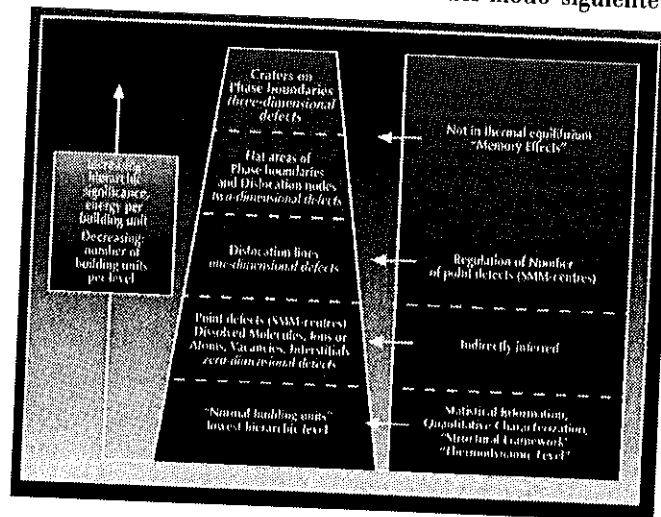 modo siguiente
Craters on
Phase boundaries
three-dimensional
defects
Flat areas of
Phase boundaries
and Dislocation nodes
two-dimensional defects
Dislocation lines
one-dimensional defects
Point defects (SMM-centres)
Dissolved Molecules, Ions or
Atoms, Vacancies, Interstitials
zero-dimensional defects
"Normal building units"
lowest hierarchic level
hierarchic
significance,
energy per
building unit
Decreasing:
number of
building units
per level
Not in thermal equilibrium
"Memory Effects"
Regulation of Number
of point defects (SMM-centres)
Indirectly inferred
Statistical Information,
Quantitative Characterization,
"Structural Framework"
"Thermodynamic Level"